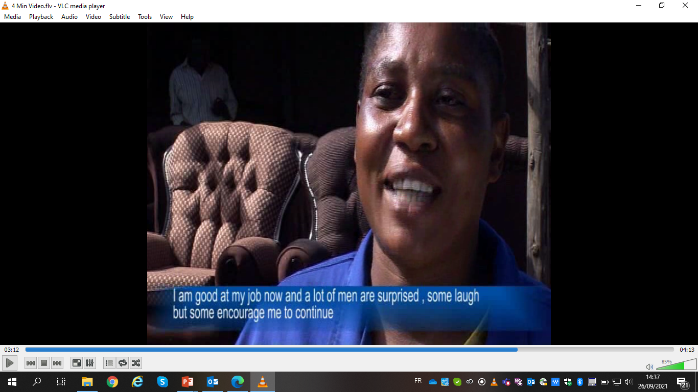 4 Min Video.flv - VLC media player
Media Playback Audio Video Subtitle Tools View Help
I am good at my job now and a lot of men are surprised , some laugh
but some encourage me to continue
03:12
04:13
FR
14:17
26/09/2021